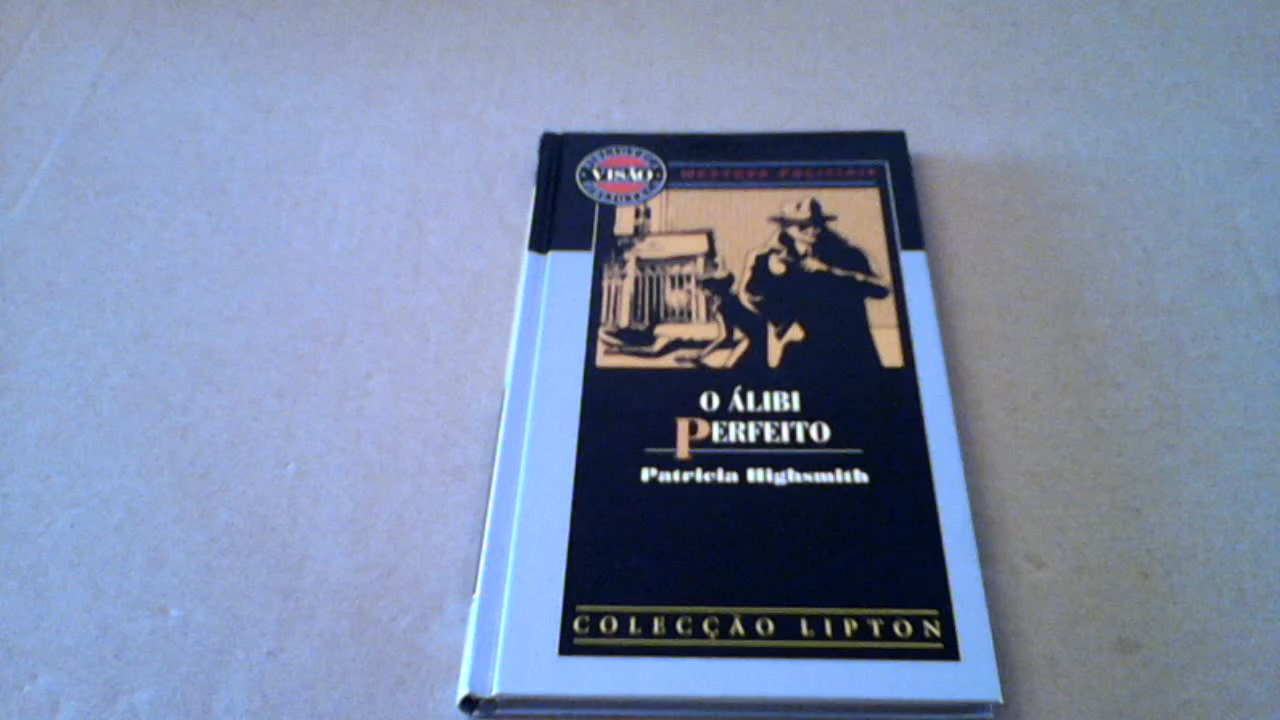 VISÃO
MESTRES POLICIAIS
O ÁLIBI
PERFEITO
Patricia Highsmith
COLECÇÃO LIPTON